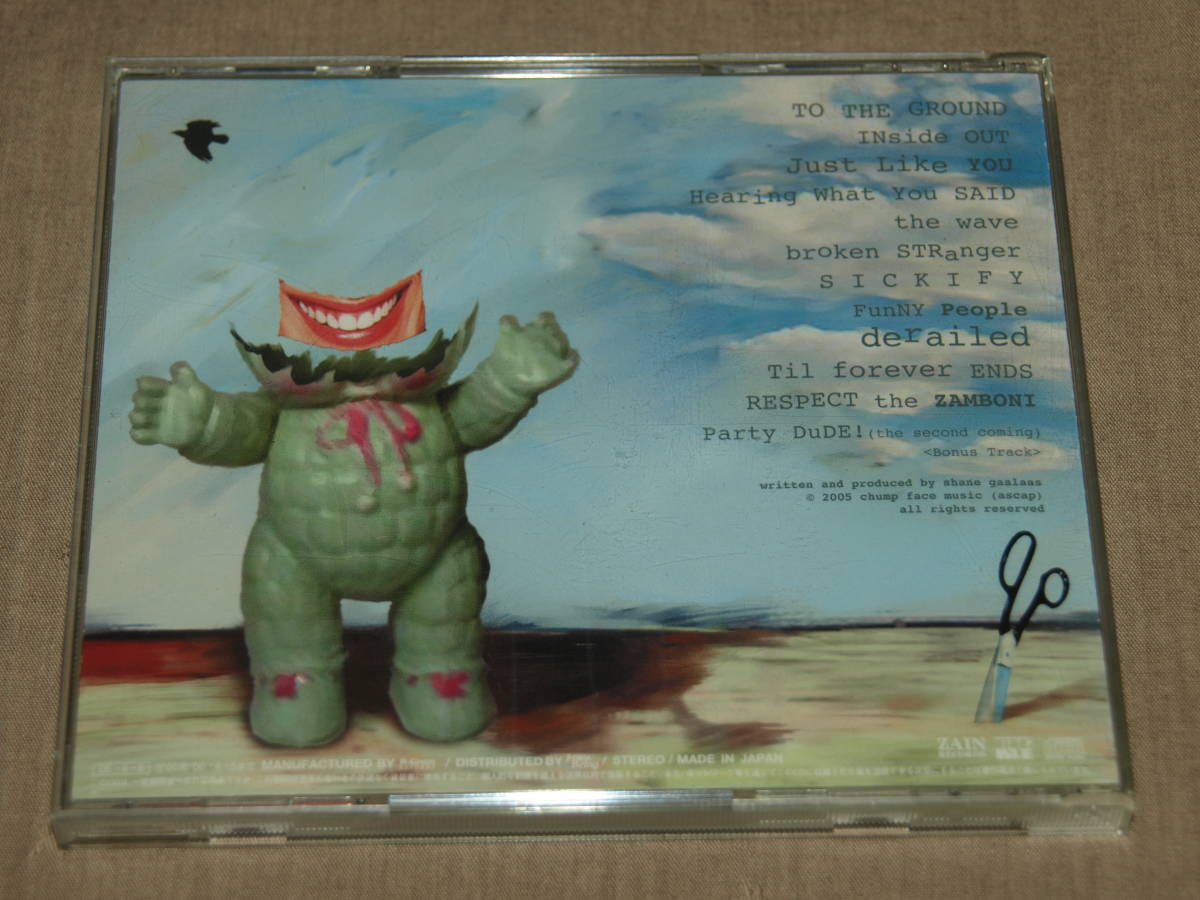 TO THE GROUND
INside OUT
Just Like YOU
Hearing What You SAID
the wave
broken STRanger
SICKIFY
FunNY People
derailed
Til forever ENDS
RESPECT the ZAMBONI
Party DuDE!(the second coming)
<Bonus Track>
written and produced by shane gaalaas
© 2005 chump face music (ascap)
all rights reserved
ZAIN
MANUFACTURED BY / DISTRIBUTED BY / STEREO / MADE IN JAPAN